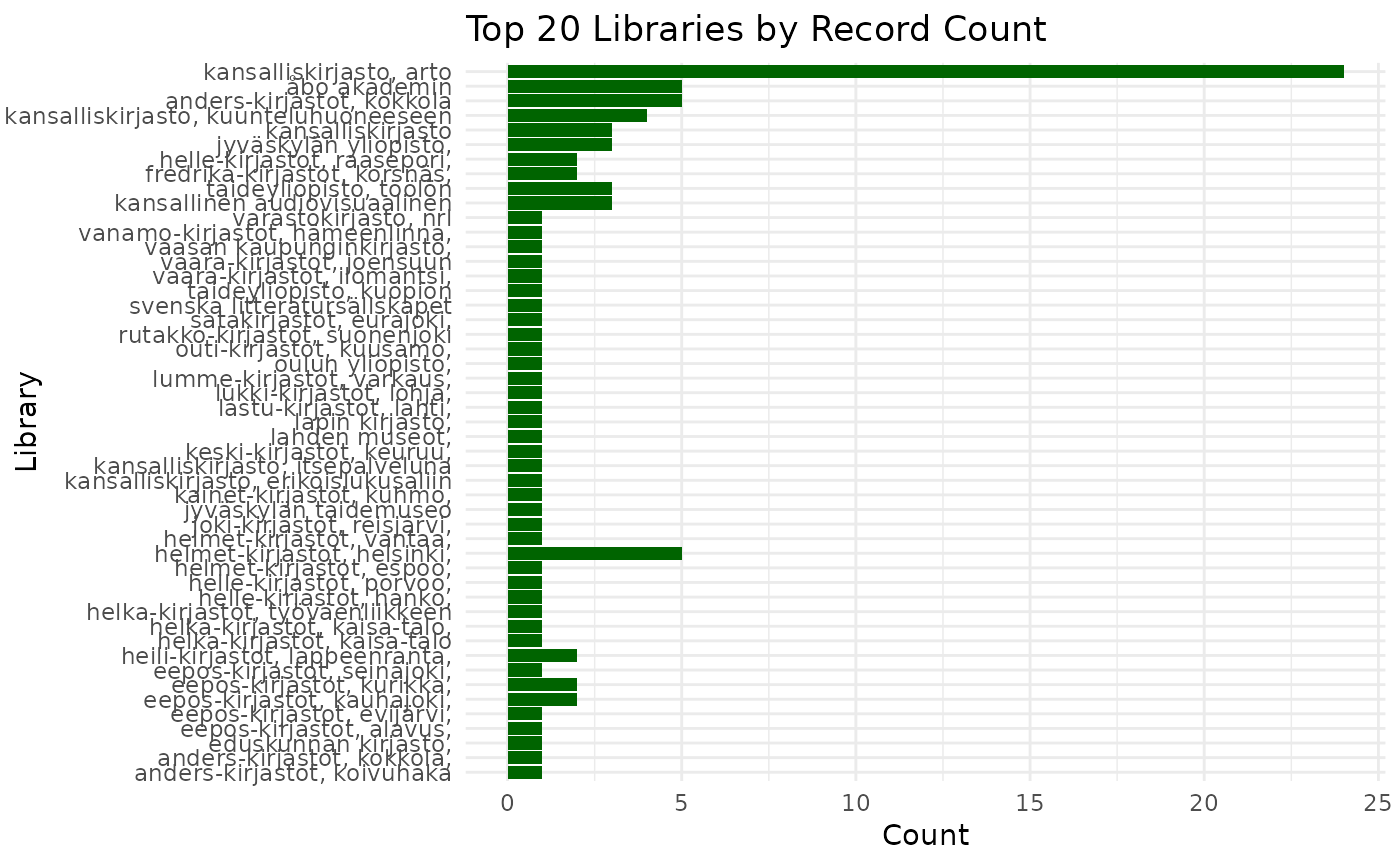 Top 20 Libraries by Record Count
kansalliskirjasto, arto
åbo akademin
anders-kirjastot, kokkola
kansalliskirjasto, kuunteluhuoneeseen
kansalliskirjasto
jyväskylän yliopisto,
helle-kirjastot, raasepori,
fredrika-kirjastot, korsnäs,
taideyliopisto, töölön
kansallinen audiovisuaalinen
varastokirjasto, nrl
vanamo-kirjastot, hämeenlinna,
vaasan kaupunginkirjasto,
vaara-kirjastot, joensuun
vaara-kirjastot, ilomantsi,
taideyliopisto, kuopion
svenska litteratursällskapet
satakirjastot, eurajoki,
rutakko-kirjastot, suonenjoki
outi-kirjastot, kuusamo,
oulun yliopisto,
lumme-kirjastot, varkaus,
lukki-kirjastot, lohja,
lastu-kirjastot, lahti,
lapin kirjasto,
lahden museot,
keski-kirjastot, keuruu,
kansalliskirjasto, itsepalveluna
kansalliskirjasto, erikoislukusaliin
kainet-kirjastot, kuhmo,
jyväskylän taidemuseo
joki-kirjastot, reisjärvi,
helmet-kirjastot, vantaa,
helmet-kirjastot, helsinki,
helmet-kirjastot, espoo,
helle-kirjastot, porvoo,
helle-kirjastot, hanko,
helka-kirjastot, työväenliikkeen
helka-kirjastot, kaisa-talo,
helka-kirjastot, kaisa-talo
heili-kirjastot, lappeenranta,
eepos-kirjastot, seinäjoki,
eepos-kirjastot, kurikka,
eepos-kirjastot, kauhajoki,
eepos-kirjastot, evijärvi,
eepos-kirjastot, alavus,
eduskunnan kirjasto,
anders-kirjastot, kokkola,
anders-kirjastot, koivuhaka
Library
0 5 10 15 20 25
Count